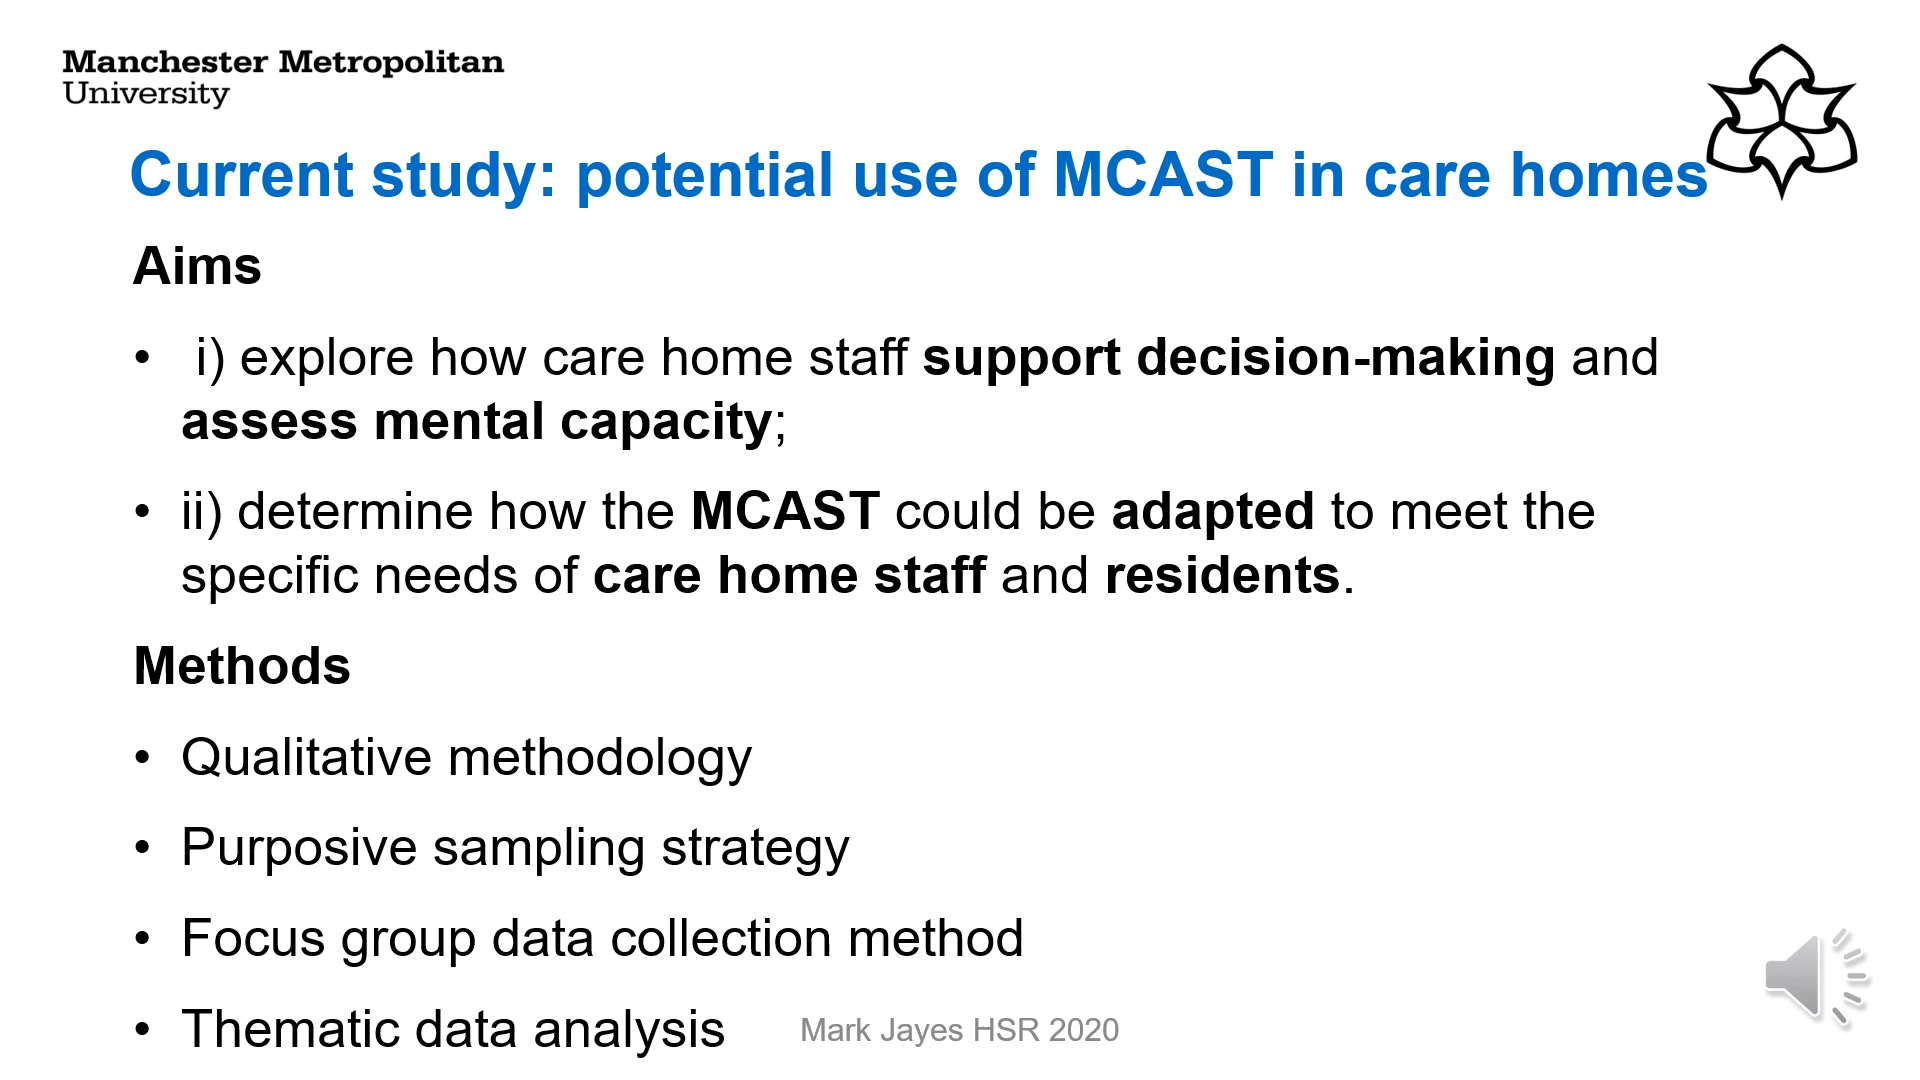 Manchester Metropolitan
University
Current study: potential use of MCAST in care homes
Aims
• i) explore how care home staff support decision-making and
assess mental capacity;
• ii) determine how the MCAST could be adapted to meet the
specific needs of care home staff and residents.
Methods
• Qualitative methodology
• Purposive sampling strategy
• Focus group data collection method
• Thematic data analysis
Mark Jayes HSR 2020